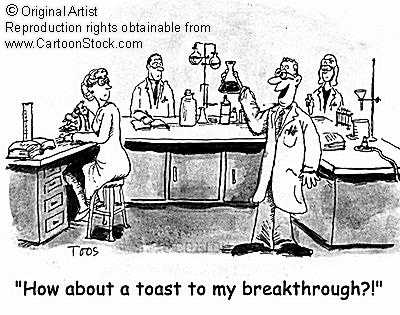 © Original Artist
Reproduction rights obtainable from
www.CartoonStock.com
TOOS
"How about a toast to my breakthrough?!"